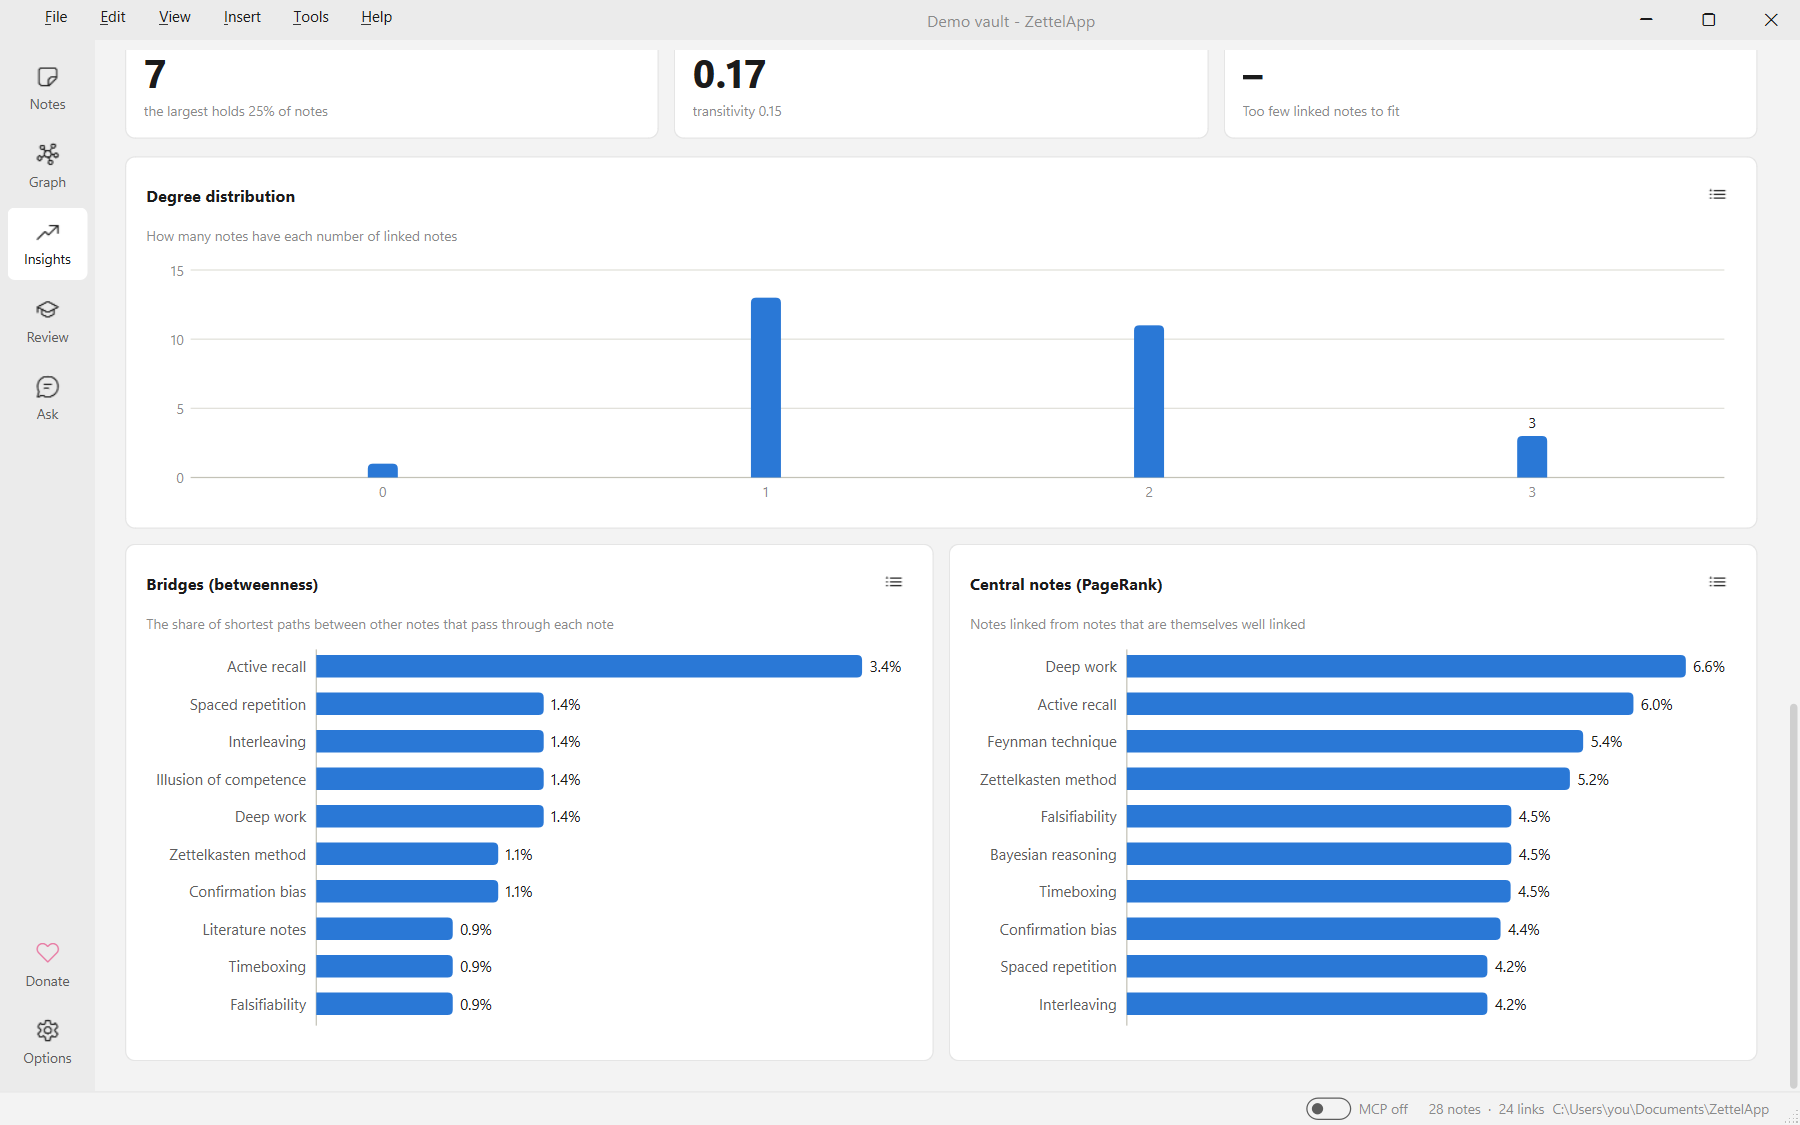 File Edit View Insert Tools Help
Demo vault - ZettelApp
Notes
Graph
Insights
Review
Ask
Donate
Options
7
the largest holds 25% of notes
0.17
transitivity 0.15
–
Too few linked notes to fit
Degree distribution
How many notes have each number of linked notes
15
10
5
0
3
0 1 2 3
Bridges (betweenness)
The share of shortest paths between other notes that pass through each note
Active recall 3.4%
Spaced repetition 1.4%
Interleaving 1.4%
Illusion of competence 1.4%
Deep work 1.4%
Zettelkasten method 1.1%
Confirmation bias 1.1%
Literature notes 0.9%
Timeboxing 0.9%
Falsifiability 0.9%
Central notes (PageRank)
Notes linked from notes that are themselves well linked
Deep work 6.6%
Active recall 6.0%
Feynman technique 5.4%
Zettelkasten method 5.2%
Falsifiability 4.5%
Bayesian reasoning 4.5%
Timeboxing 4.5%
Confirmation bias 4.4%
Spaced repetition 4.2%
Interleaving 4.2%
MCP off 28 notes · 24 links C:\Users\you\Documents\ZettelApp